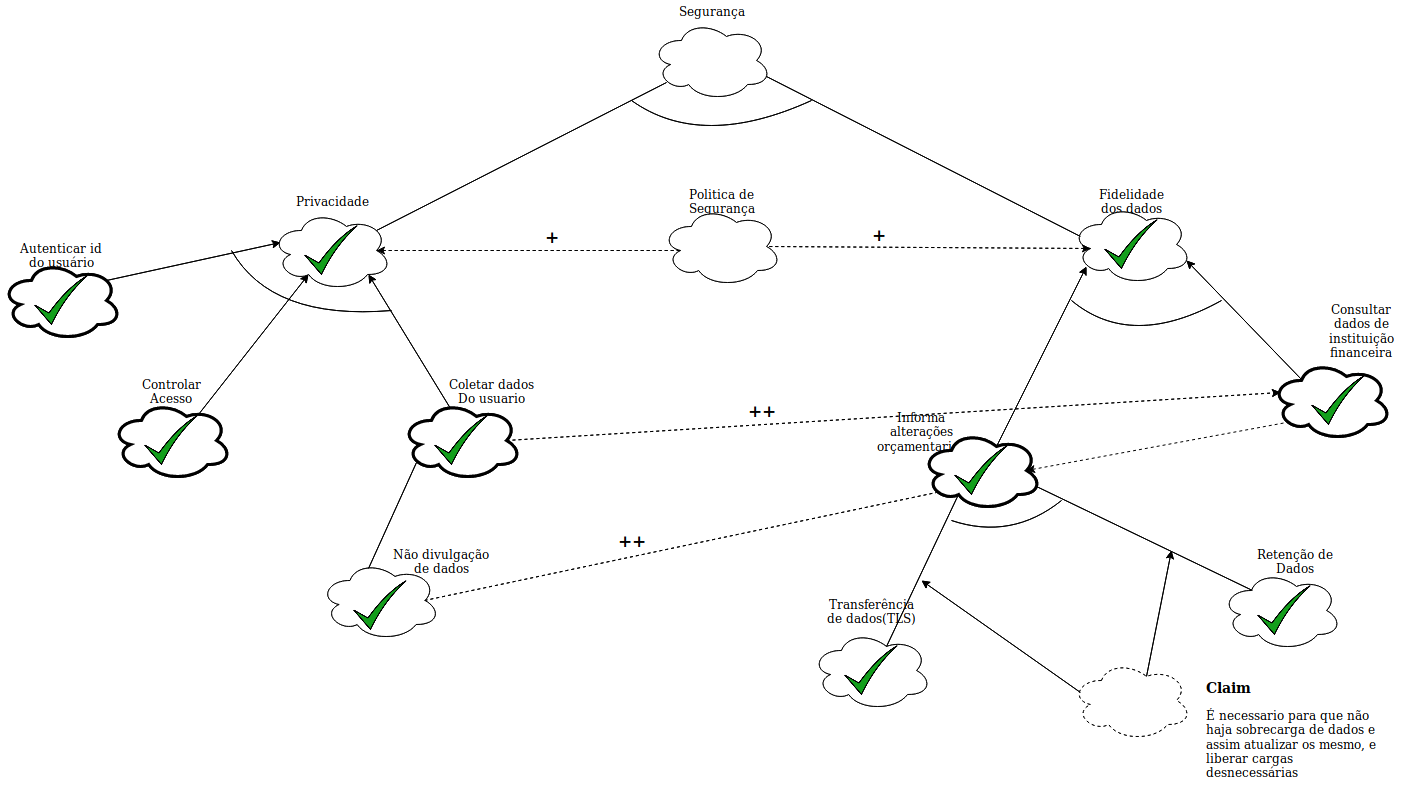 Segurança
Privacidade
Politica de
Segurança
Fidelidade
dos dados
Autenticar id
do usuário
+
+
Consultar
dados de
instituição
financeira
Controlar
Acesso
Coletar dados
Do usuario
++
Informa
alterações
orçamentari
++
Não divulgação
de dados
Retenção de
Dados
Transferência
de dados(TLS)
Claim
É necessario para que não
haja sobrecarga de dados e
assim atualizar os mesmo, e
liberar cargas
desnecessárias